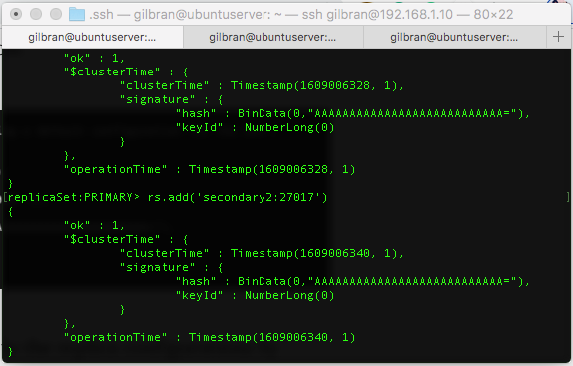 .ssh — gilbran@ubuntuserver: ~ — ssh gilbran@192.168.1.10 — 80×22
gilbran@ubuntuserver:... gilbran@ubuntuserver:... gilbran@ubuntuserver:... +
"ok" : 1,
"$clusterTime" : {
"clusterTime" : Timestamp(1609006328, 1),
"signature" : {
"hash" : BinData(0,"AAAAAAAAAAAAAAAAAAAAAAAAAAA="),
"keyId" : NumberLong(0)
}
},
"operationTime" : Timestamp(1609006328, 1)
}
[replicaSet:PRIMARY> rs.add('secondary2:27017') ]
{
"ok" : 1,
"$clusterTime" : {
"clusterTime" : Timestamp(1609006340, 1),
"signature" : {
"hash" : BinData(0,"AAAAAAAAAAAAAAAAAAAAAAAAAAA="),
"keyId" : NumberLong(0)
}
},
"operationTime" : Timestamp(1609006340, 1)
}